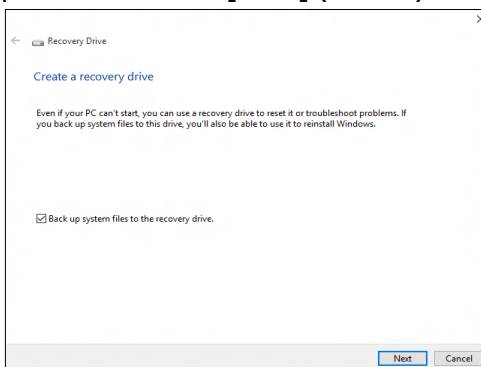 Recovery Drive
Create a recovery drive
Even if your PC can't start, you can use a recovery drive to reset it or troubleshoot problems. If
you back up system files to this drive, you'll also be able to use it to reinstall Windows.
Back up system files to the recovery drive.
Next Cancel